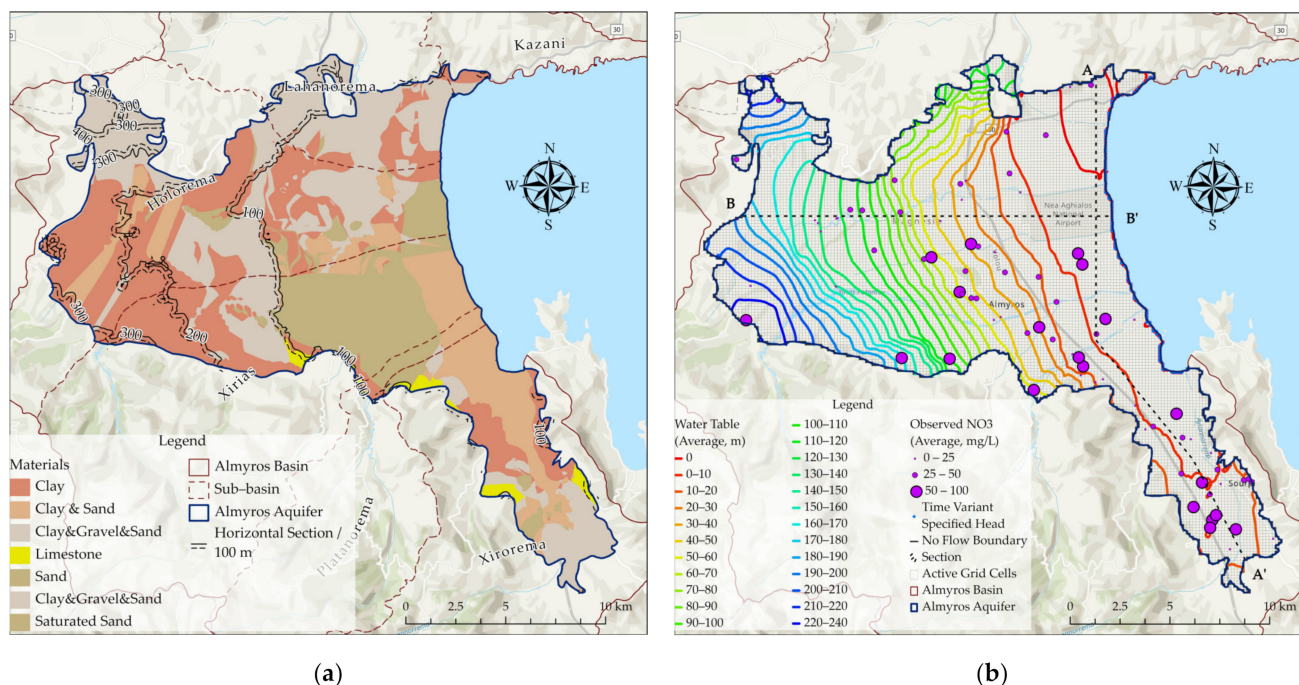 30
Kazani
Lahanorema
300
300
300
400
300
Holorema
100
N
W
E
S
300
300
200
100
100
100
Xirias
Platanorema
Xirorema
Legend
Materials
Clay
Clay & Sand
Clay&Gravel&Sand
Limestone
Sand
Clay&Gravel&Sand
Saturated Sand
Almyros Basin
Sub–basin
Almyros Aquifer
Horizontal Section /
100 m
0
2.5
5
10 km
(a)
30
A
B
B'
Nea Aghialos
National
Airport
N
W
E
S
Almyros
Sourpi
A'
Legend
Water Table
(Average, m)
0
0–10
10–20
20–30
30–40
40–50
50–60
60–70
70–80
80–90
90–100
100–110
110–120
120–130
130–140
140–150
150–160
160–170
170–180
180–190
190–200
200–210
210–220
220–240
Observed NO3
(Average, mg/L)
0 – 25
25 – 50
50 – 100
Time Variant
Specified Head
No Flow Boundary
Section
Active Grid Cells
Almyros Basin
Almyros Aquifer
0
2.5
5
10 km
(b)